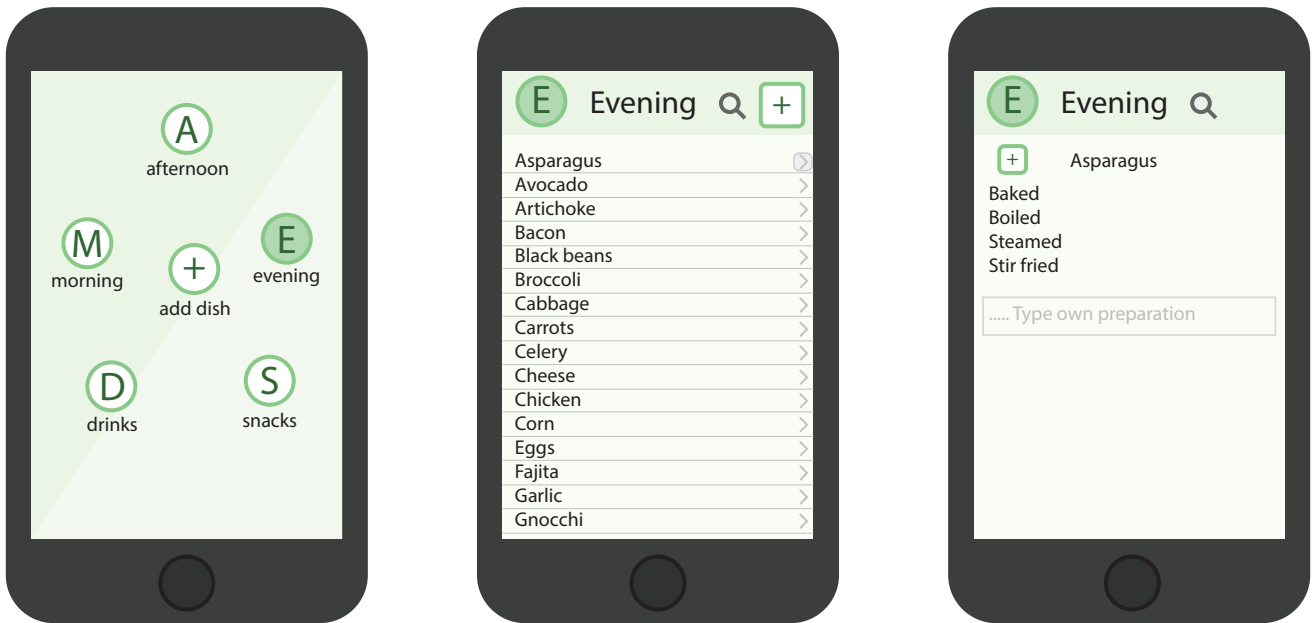 A
afternoon
M
morning
E
evening
+
add dish
D
drinks
S
snacks
E Evening +
Asparagus
Avocado
Artichoke
Bacon
Black beans
Broccoli
Cabbage
Carrots
Celery
Cheese
Chicken
Corn
Eggs
Fajita
Garlic
Gnocchi
E Evening
+ Asparagus
Baked
Boiled
Steamed
Stir fried
..... Type own preparation